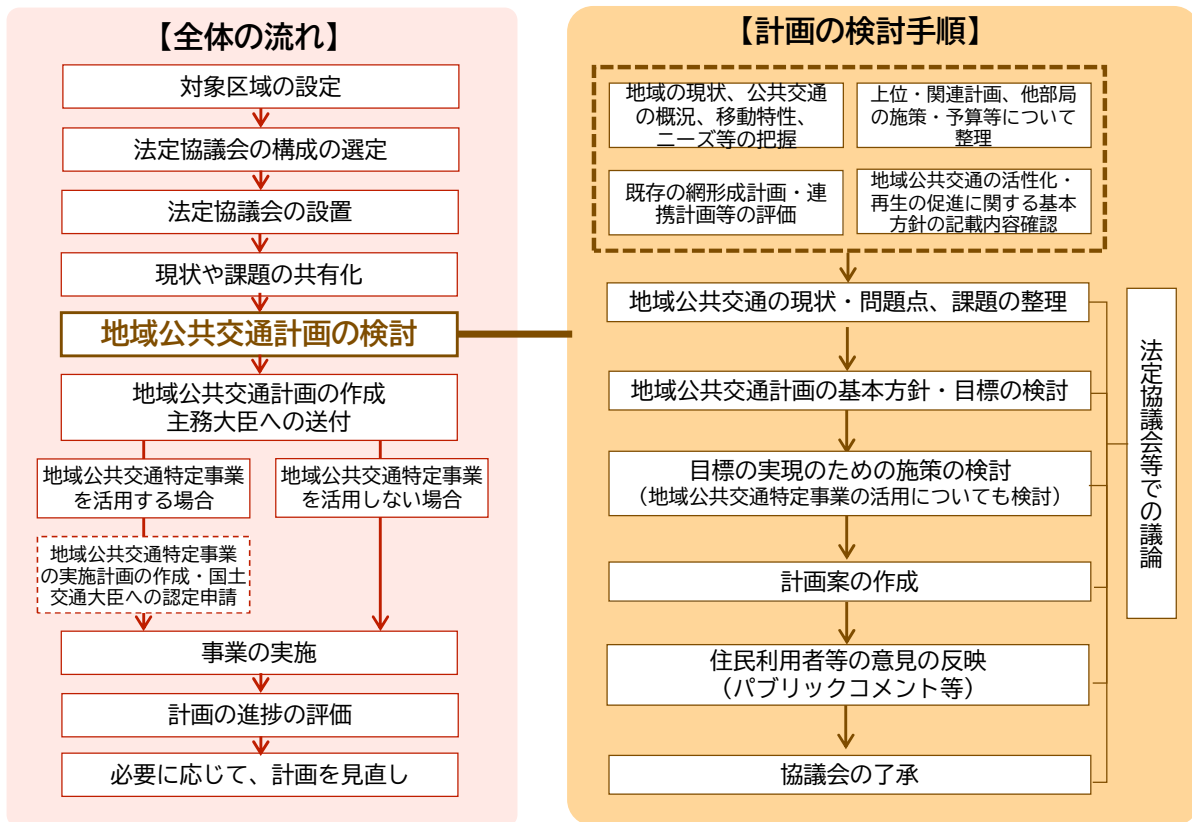 【全体の流れ】
対象区域の設定
法定協議会の構成の選定
法定協議会の設置
現状や課題の共有化
地域公共交通計画の検討
地域公共交通計画の作成
主務大臣への送付
地域公共交通特定事業
を活用する場合
地域公共交通特定事業
を活用しない場合
地域公共交通特定事業
の実施計画の作成・国土
交通大臣への認定申請
事業の実施
計画の進捗の評価
必要に応じて、計画を見直し
【計画の検討手順】
地域の現状、公共交通
の概況、移動特性、
ニーズ等の把握
上位・関連計画、他部局
の施策・予算等について
整理
既存の網形成計画・連
携計画等の評価
地域公共交通の活性化・
再生の促進に関する基本
方針の記載内容確認
地域公共交通の現状・問題点、課題の整理
地域公共交通計画の基本方針・目標の検討
目標の実現のための施策の検討
（地域公共交通特定事業の活用についても検討）
計画案の作成
住民利用者等の意見の反映
（パブリックコメント等）
協議会の了承
法定協議会等での議論